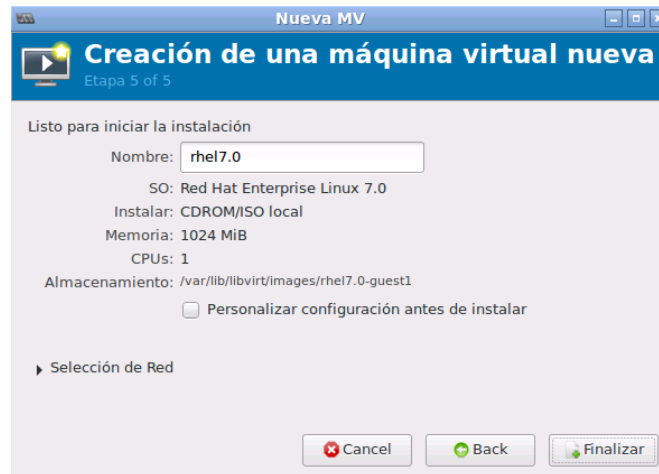 Nueva MV
Creación de una máquina virtual nueva
Etapa 5 of 5
Listo para iniciar la instalación
Nombre: rhel7.0
SO: Red Hat Enterprise Linux 7.0
Instalar: CDROM/ISO local
Memoria: 1024 MiB
CPUs: 1
Almacenamiento: /var/lib/libvirt/images/rhel7.0-guest1
Personalizar configuración antes de instalar
Selección de Red
Cancel Back Finalizar